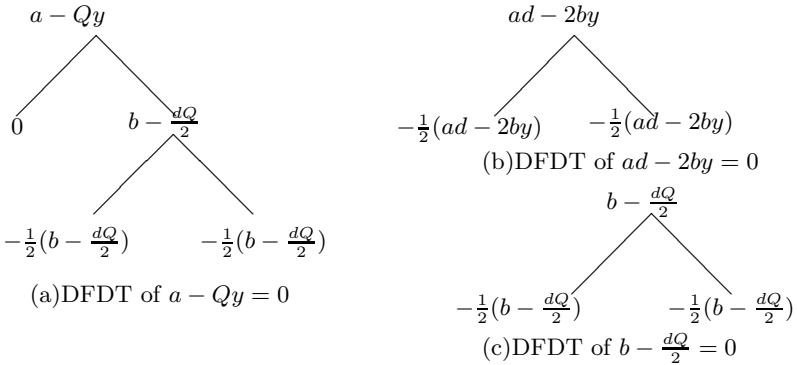 a − Qy
0
b − dQ/2
−1/2(b − dQ/2)
−1/2(b − dQ/2)
(a)DFDT of a − Qy = 0
ad − 2by
−1/2(ad − 2by)
−1/2(ad − 2by)
(b)DFDT of ad − 2by = 0
b − dQ/2
−1/2(b − dQ/2)
−1/2(b − dQ/2)
(c)DFDT of b − dQ/2 = 0